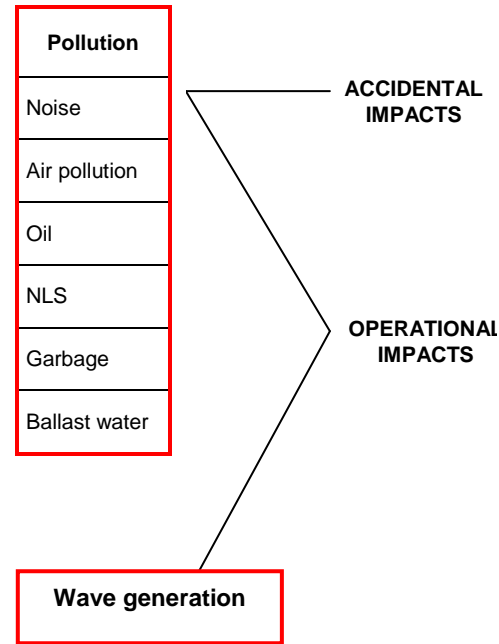 Pollution
Noise
Air pollution
Oil
NLS
Garbage
Ballast water
ACCIDENTAL
IMPACTS
OPERATIONAL
IMPACTS
Wave generation